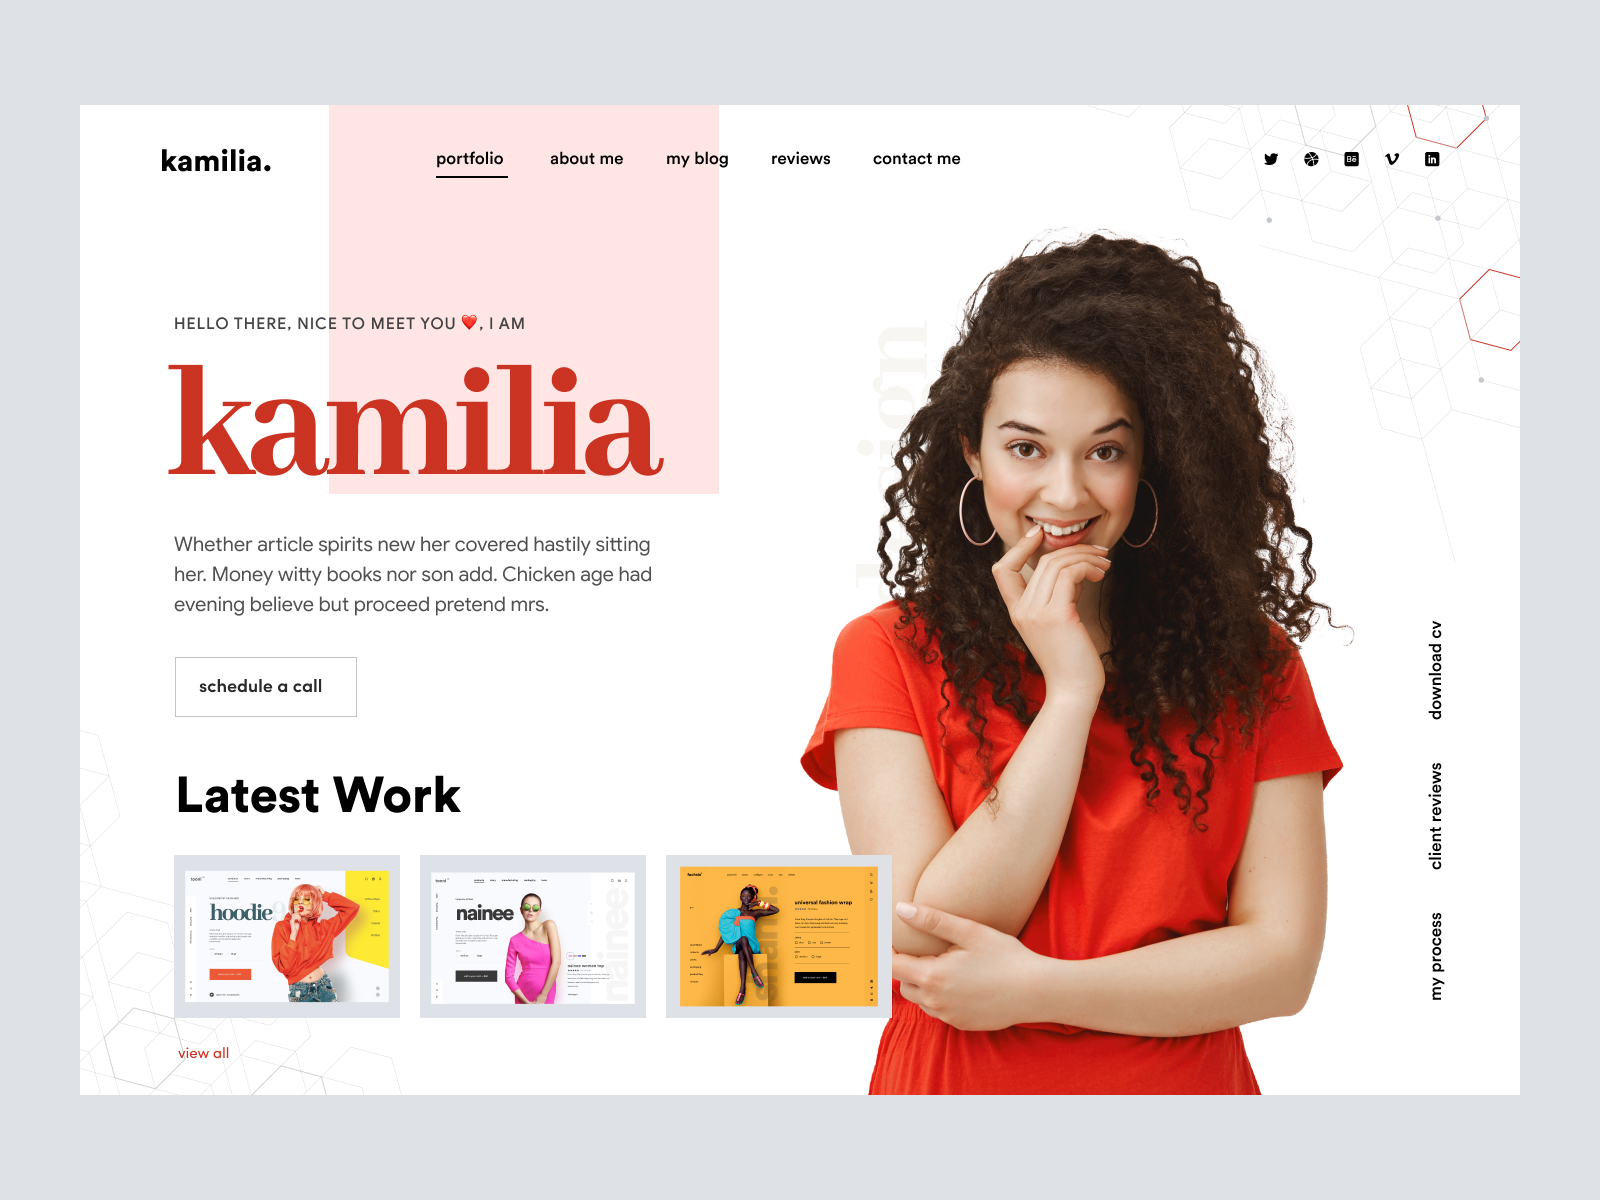 kamilia.
portfolio
about me
my blog
reviews
contact me
HELLO THERE, NICE TO MEET YOU ❤️, I AM
kamilia
Whether article spirits new her covered hastily sitting
her. Money witty books nor son add. Chicken age had
evening believe but proceed pretend mrs.
schedule a call
design
download cv
client reviews
my process
Latest Work
hoodie
nainee
nainee
universal fashion wrap
view all